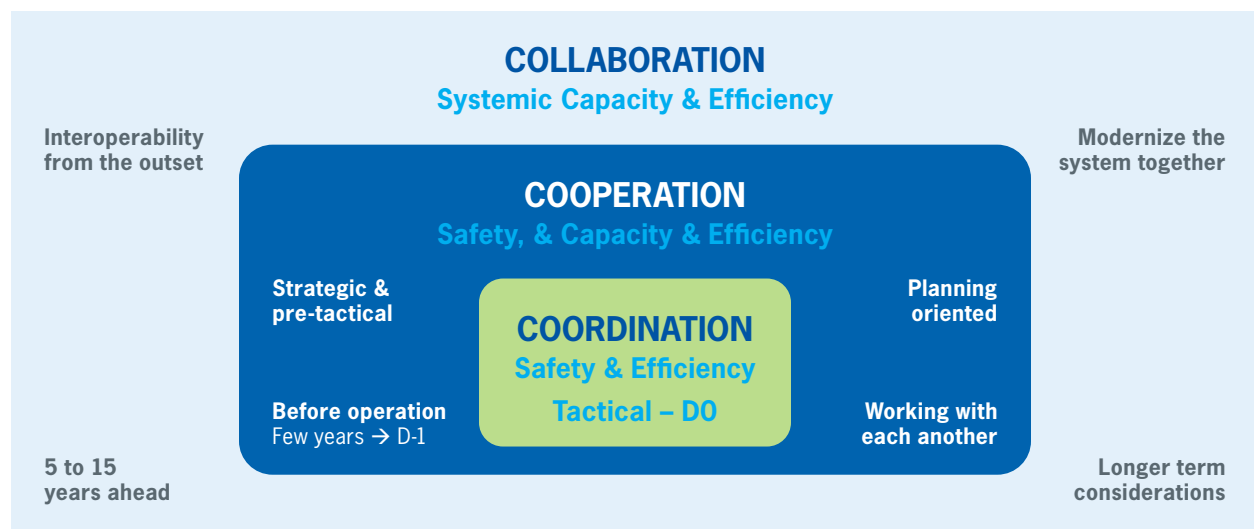 COLLABORATION
Systemic Capacity & Efficiency
Interoperability
from the outset
Modernize the
system together
COOPERATION
Safety, & Capacity & Efficiency
Strategic &
pre-tactical
Planning
oriented
COORDINATION
Safety & Efficiency
Tactical – D0
Before operation
Few years → D-1
Working with
each another
5 to 15
years ahead
Longer term
considerations